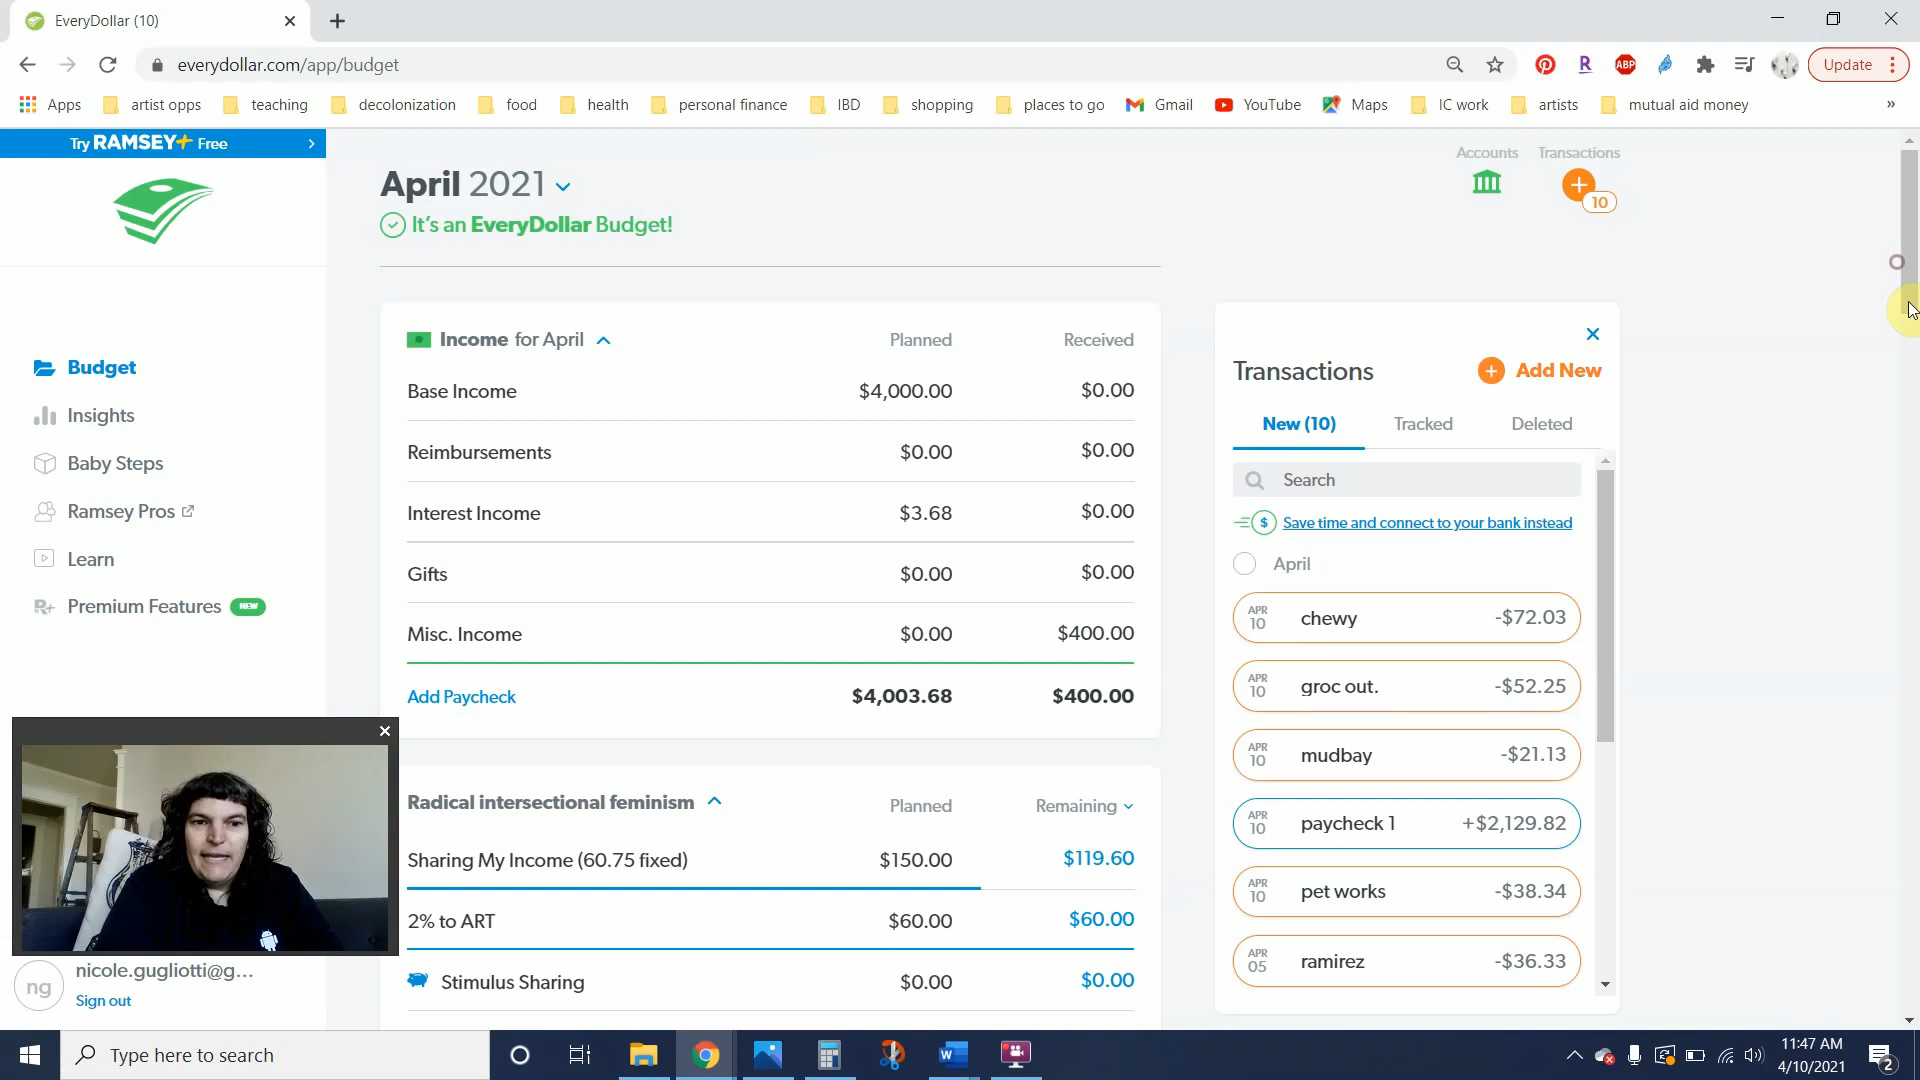 EveryDollar (10)
everydollar.com/app/budget
ABP
Update
Apps
artist opps
teaching
decolonization
food
health
personal finance
IBD
shopping
places to go
Gmail
YouTube
Maps
IC work
artists
mutual aid money
»
Try RAMSEY+ Free
Budget
Insights
Baby Steps
Ramsey Pros
R+ Premium Features NEW
Learn
ng
nicole.gugliotti@g...
Sign out
April 2021
It's an EveryDollar Budget!
Accounts
Transactions
10
Income for April Planned Received
Base Income $4,000.00 $0.00
Reimbursements $0.00 $0.00
Interest Income $3.68 $0.00
Gifts $0.00 $0.00
Misc. Income $0.00 $400.00
Add Paycheck $4,003.68 $400.00
Radical intersectional feminism Planned Remaining
Sharing My Income (60.75 fixed) $150.00 $119.60
2% to ART $60.00 $60.00
Stimulus Sharing $0.00 $0.00
Transactions
Add New
New (10) Tracked Deleted
Search
$ Save time and connect to your bank instead
April
APR 10 chewy -$72.03
APR 10 groc out. -$52.25
APR 10 mudbay -$21.13
APR 10 paycheck 1 +$2,129.82
APR 10 pet works -$38.34
APR 05 ramirez -$36.33
Type here to search
11:47 AM
4/10/2021
2